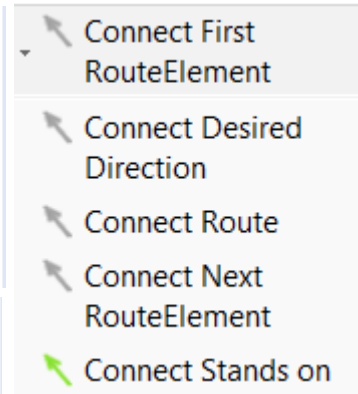 Connect First
RouteElement
Connect Desired
Direction
Connect Route
Connect Next
RouteElement
Connect Stands on